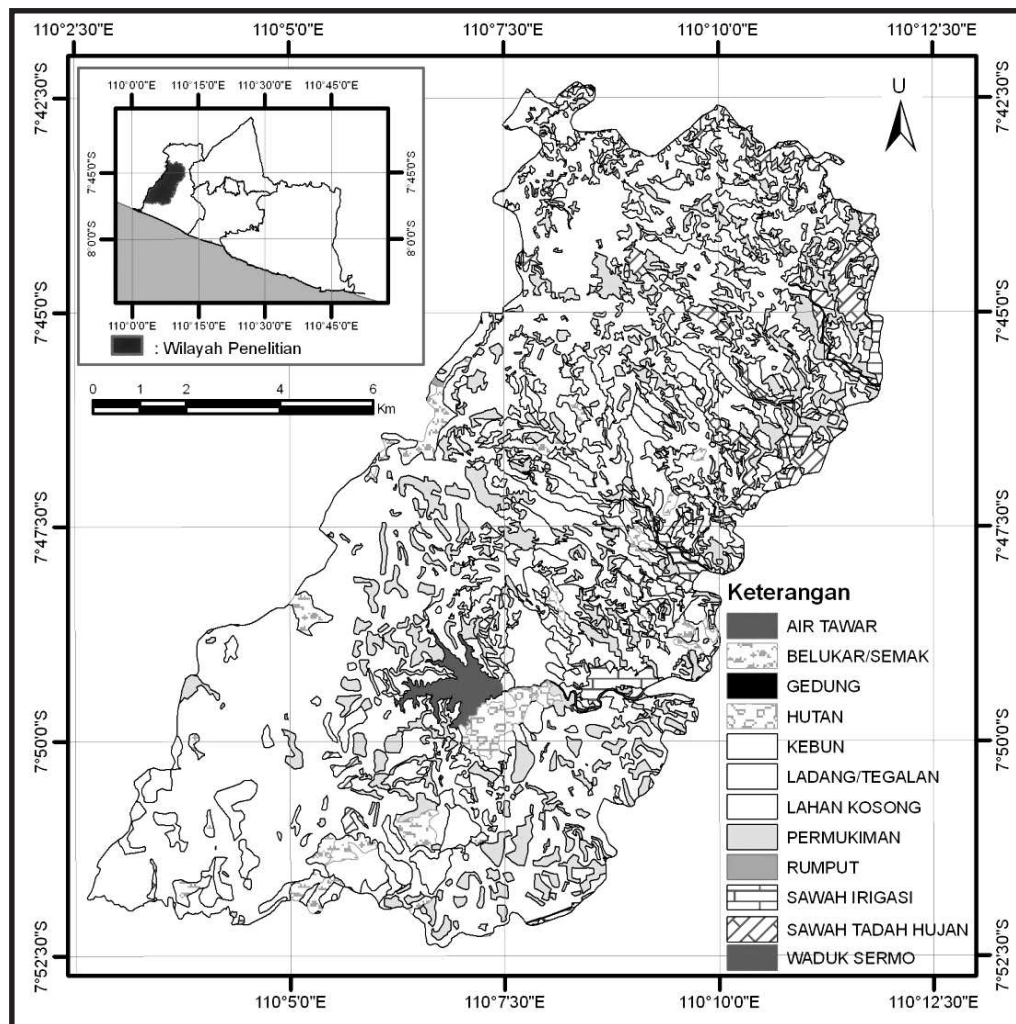 110°2'30"E 110°5'0"E 110°7'30"E 110°10'0"E 110°12'30"E
110°0'0"E 110°15'0"E 110°30'0"E 110°45'0"E
7°45'0"S 7°45'0"S
8°0'0"S 8°0'0"S
110°0'0"E 110°15'0"E 110°30'0"E 110°45'0"E
: Wilayah Penelitian
0 1 2 4 6
Km
U
7°42'30"S 7°42'30"S
7°45'0"S 7°45'0"S
7°47'30"S 7°47'30"S
7°50'0"S 7°50'0"S
7°52'30"S 7°52'30"S
Keterangan
AIR TAWAR
BELUKAR/SEMAK
GEDUNG
HUTAN
KEBUN
LADANG/TEGALAN
LAHAN KOSONG
PERMUKIMAN
RUMPUT
SAWAH IRIGASI
SAWAH TADAH HUJAN
WADUK SERMO
110°5'0"E 110°7'30"E 110°10'0"E 110°12'30"E